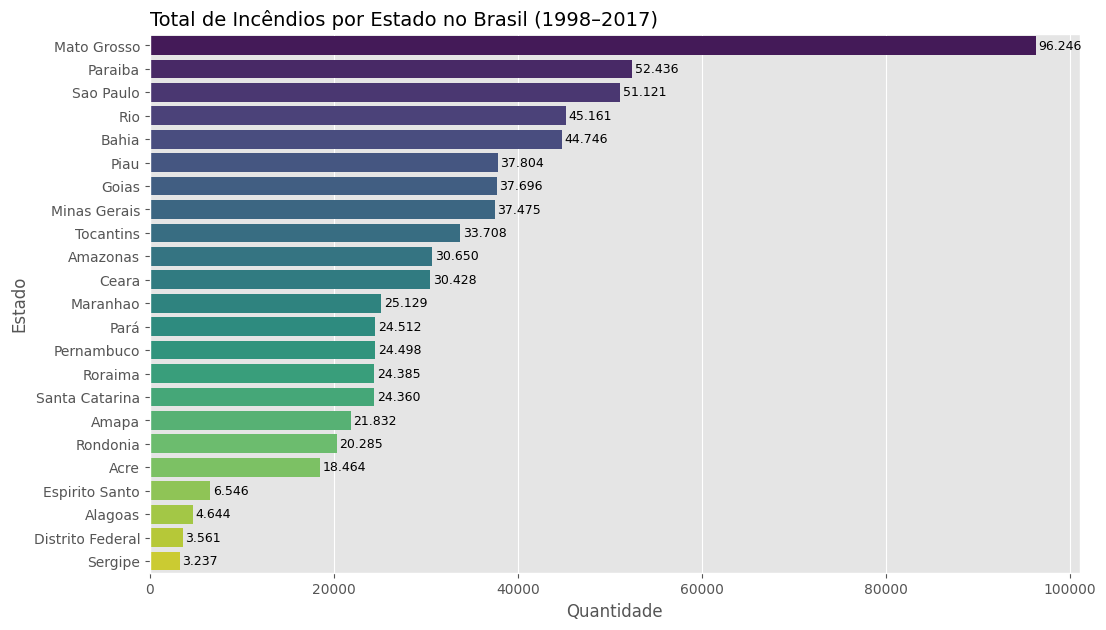 Total de Incêndios por Estado no Brasil (1998–2017)
Mato Grosso 96.246
Paraiba 52.436
Sao Paulo 51.121
Rio 45.161
Bahia 44.746
Piau 37.804
Goias 37.696
Minas Gerais 37.475
Tocantins 33.708
Amazonas 30.650
Ceara 30.428
Maranhao 25.129
Pará 24.512
Pernambuco 24.498
Roraima 24.385
Santa Catarina 24.360
Amapa 21.832
Rondonia 20.285
Acre 18.464
Espirito Santo 6.546
Alagoas 4.644
Distrito Federal 3.561
Sergipe 3.237
Estado
0 20000 40000 60000 80000 100000
Quantidade